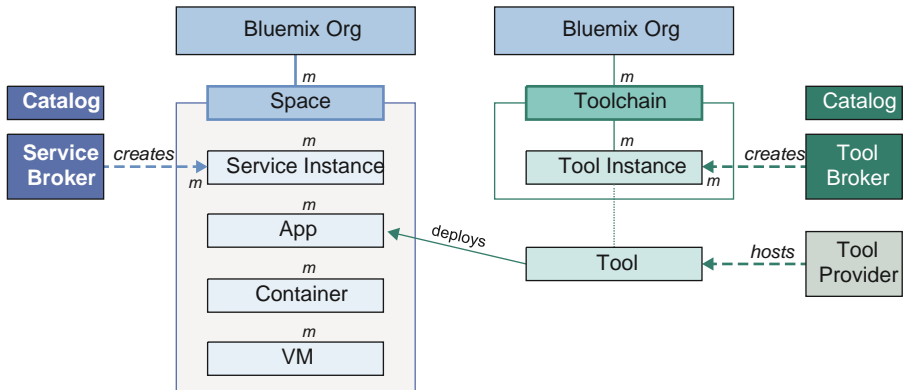 Bluemix Org
Bluemix Org
m
m
Catalog
Space
Toolchain
Catalog
Service
Broker
creates
m
m
Service Instance
m
Tool Instance
m
creates
Tool
Broker
m
App
deploys
Tool
hosts
Tool
Provider
m
Container
m
VM